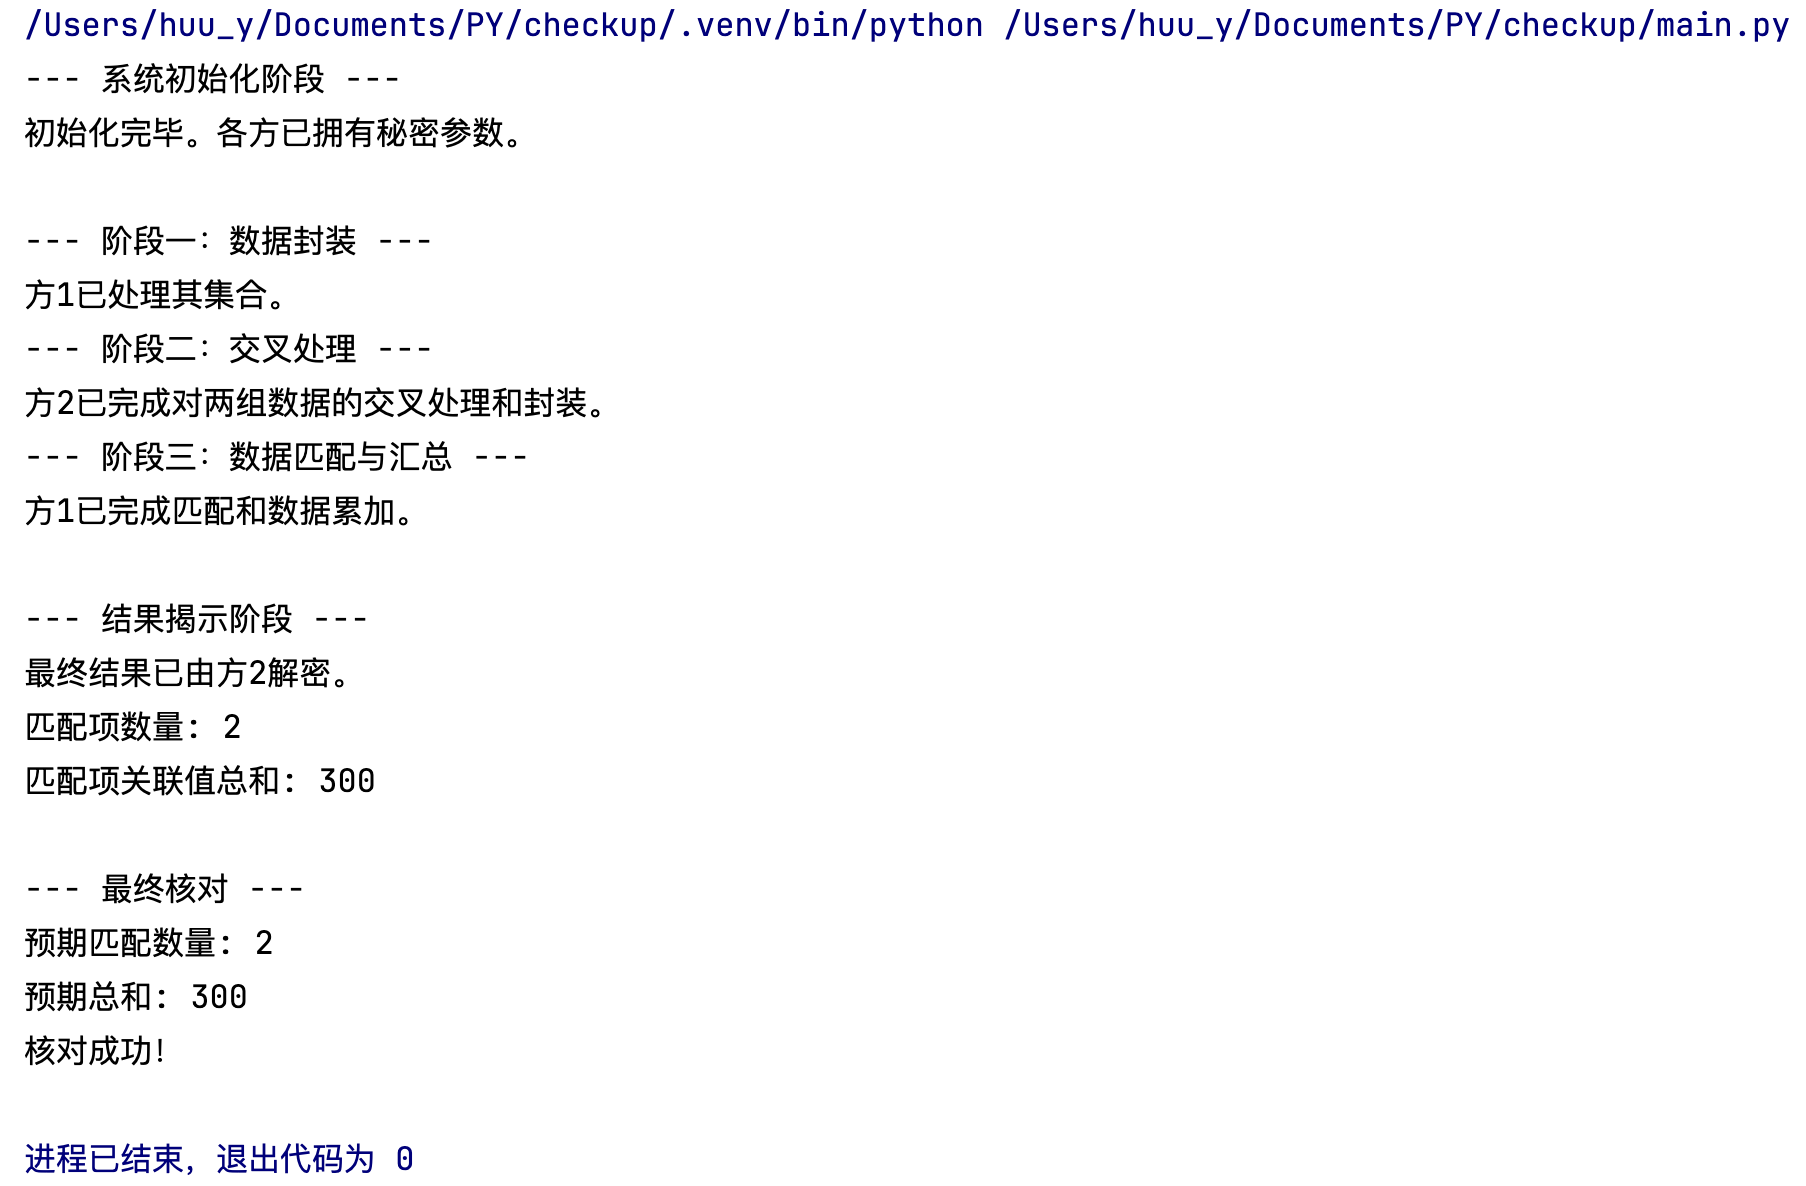 /Users/huu_y/Documents/PY/checkup/.venv/bin/python /Users/huu_y/Documents/PY/checkup/main.py
--- 系统初始化阶段 ---
初始化完毕。各方已拥有秘密参数。
--- 阶段一：数据封装 ---
方1已处理其集合。
--- 阶段二：交叉处理 ---
方2已完成对两组数据的交叉处理和封装。
--- 阶段三：数据匹配与汇总 ---
方1已完成匹配和数据累加。
--- 结果揭示阶段 ---
最终结果已由方2解密。
匹配项数量: 2
匹配项关联值总和: 300
--- 最终核对 ---
预期匹配数量: 2
预期总和: 300
核对成功!
进程已结束，退出代码为 0